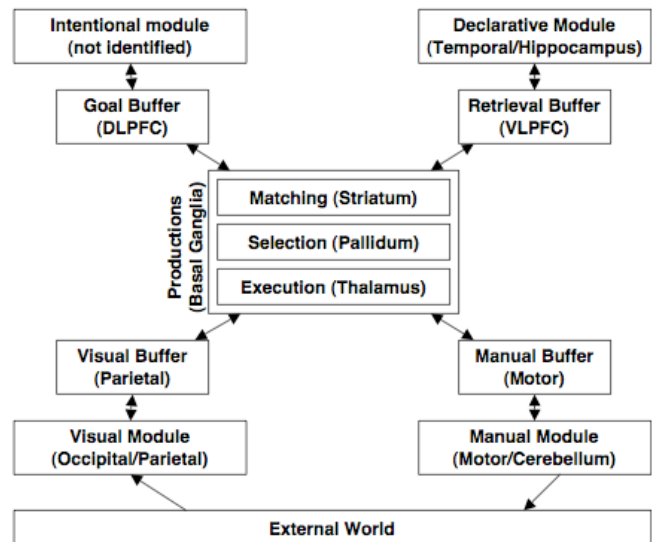 Intentional module
(not identified)
Declarative Module
(Temporal/Hippocampus)
Goal Buffer
(DLPFC)
Retrieval Buffer
(VLPFC)
Productions
(Basal Ganglia)
Matching (Striatum)
Selection (Pallidum)
Execution (Thalamus)
Visual Buffer
(Parietal)
Manual Buffer
(Motor)
Visual Module
(Occipital/Parietal)
Manual Module
(Motor/Cerebellum)
External World